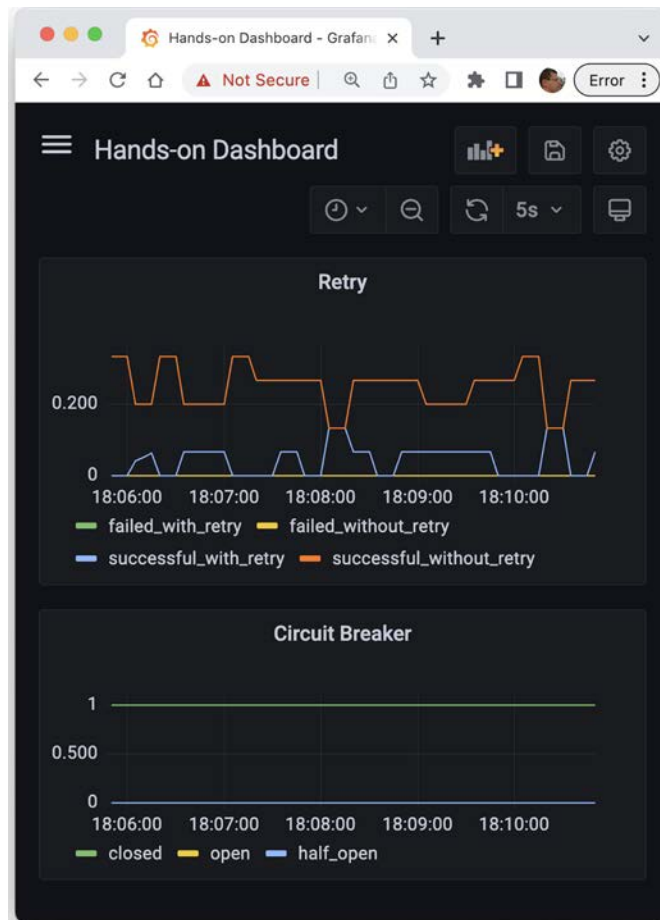 Hands-on Dashboard - Grafan
Not Secure
Error
Hands-on Dashboard
5s
Retry
0.200
0
18:06:00 18:07:00 18:08:00 18:09:00 18:10:00
failed_with_retry failed_without_retry
successful_with_retry successful_without_retry
Circuit Breaker
1
0.500
0
18:06:00 18:07:00 18:08:00 18:09:00 18:10:00
closed open half_open